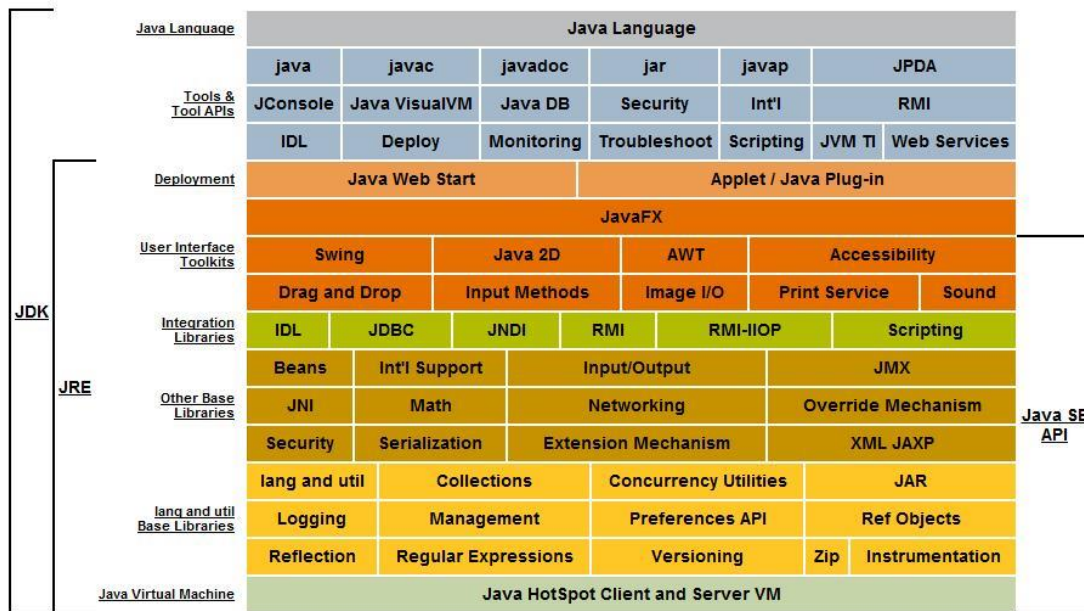 Java Language Java Language
java javac javadoc jar javap JPDA
Tools &
Tool APIs
JConsole Java VisualVM Java DB Security Int'l RMI
IDL Deploy Monitoring Troubleshoot Scripting JVM TI Web Services
Deployment Java Web Start Applet / Java Plug-in
JavaFX
User Interface
Toolkits
Swing Java 2D AWT Accessibility
Drag and Drop Input Methods Image I/O Print Service Sound
JDK
Integration
Libraries
IDL JDBC JNDI RMI RMI-IIOP Scripting
Beans Int'l Support Input/Output JMX
JRE
Other Base
Libraries
JNI Math Networking Override Mechanism
Java SE
API
Security Serialization Extension Mechanism XML JAXP
lang and util Collections Concurrency Utilities JAR
lang and util
Base Libraries
Logging Management Preferences API Ref Objects
Reflection Regular Expressions Versioning Zip Instrumentation
Java Virtual Machine Java HotSpot Client and Server VM